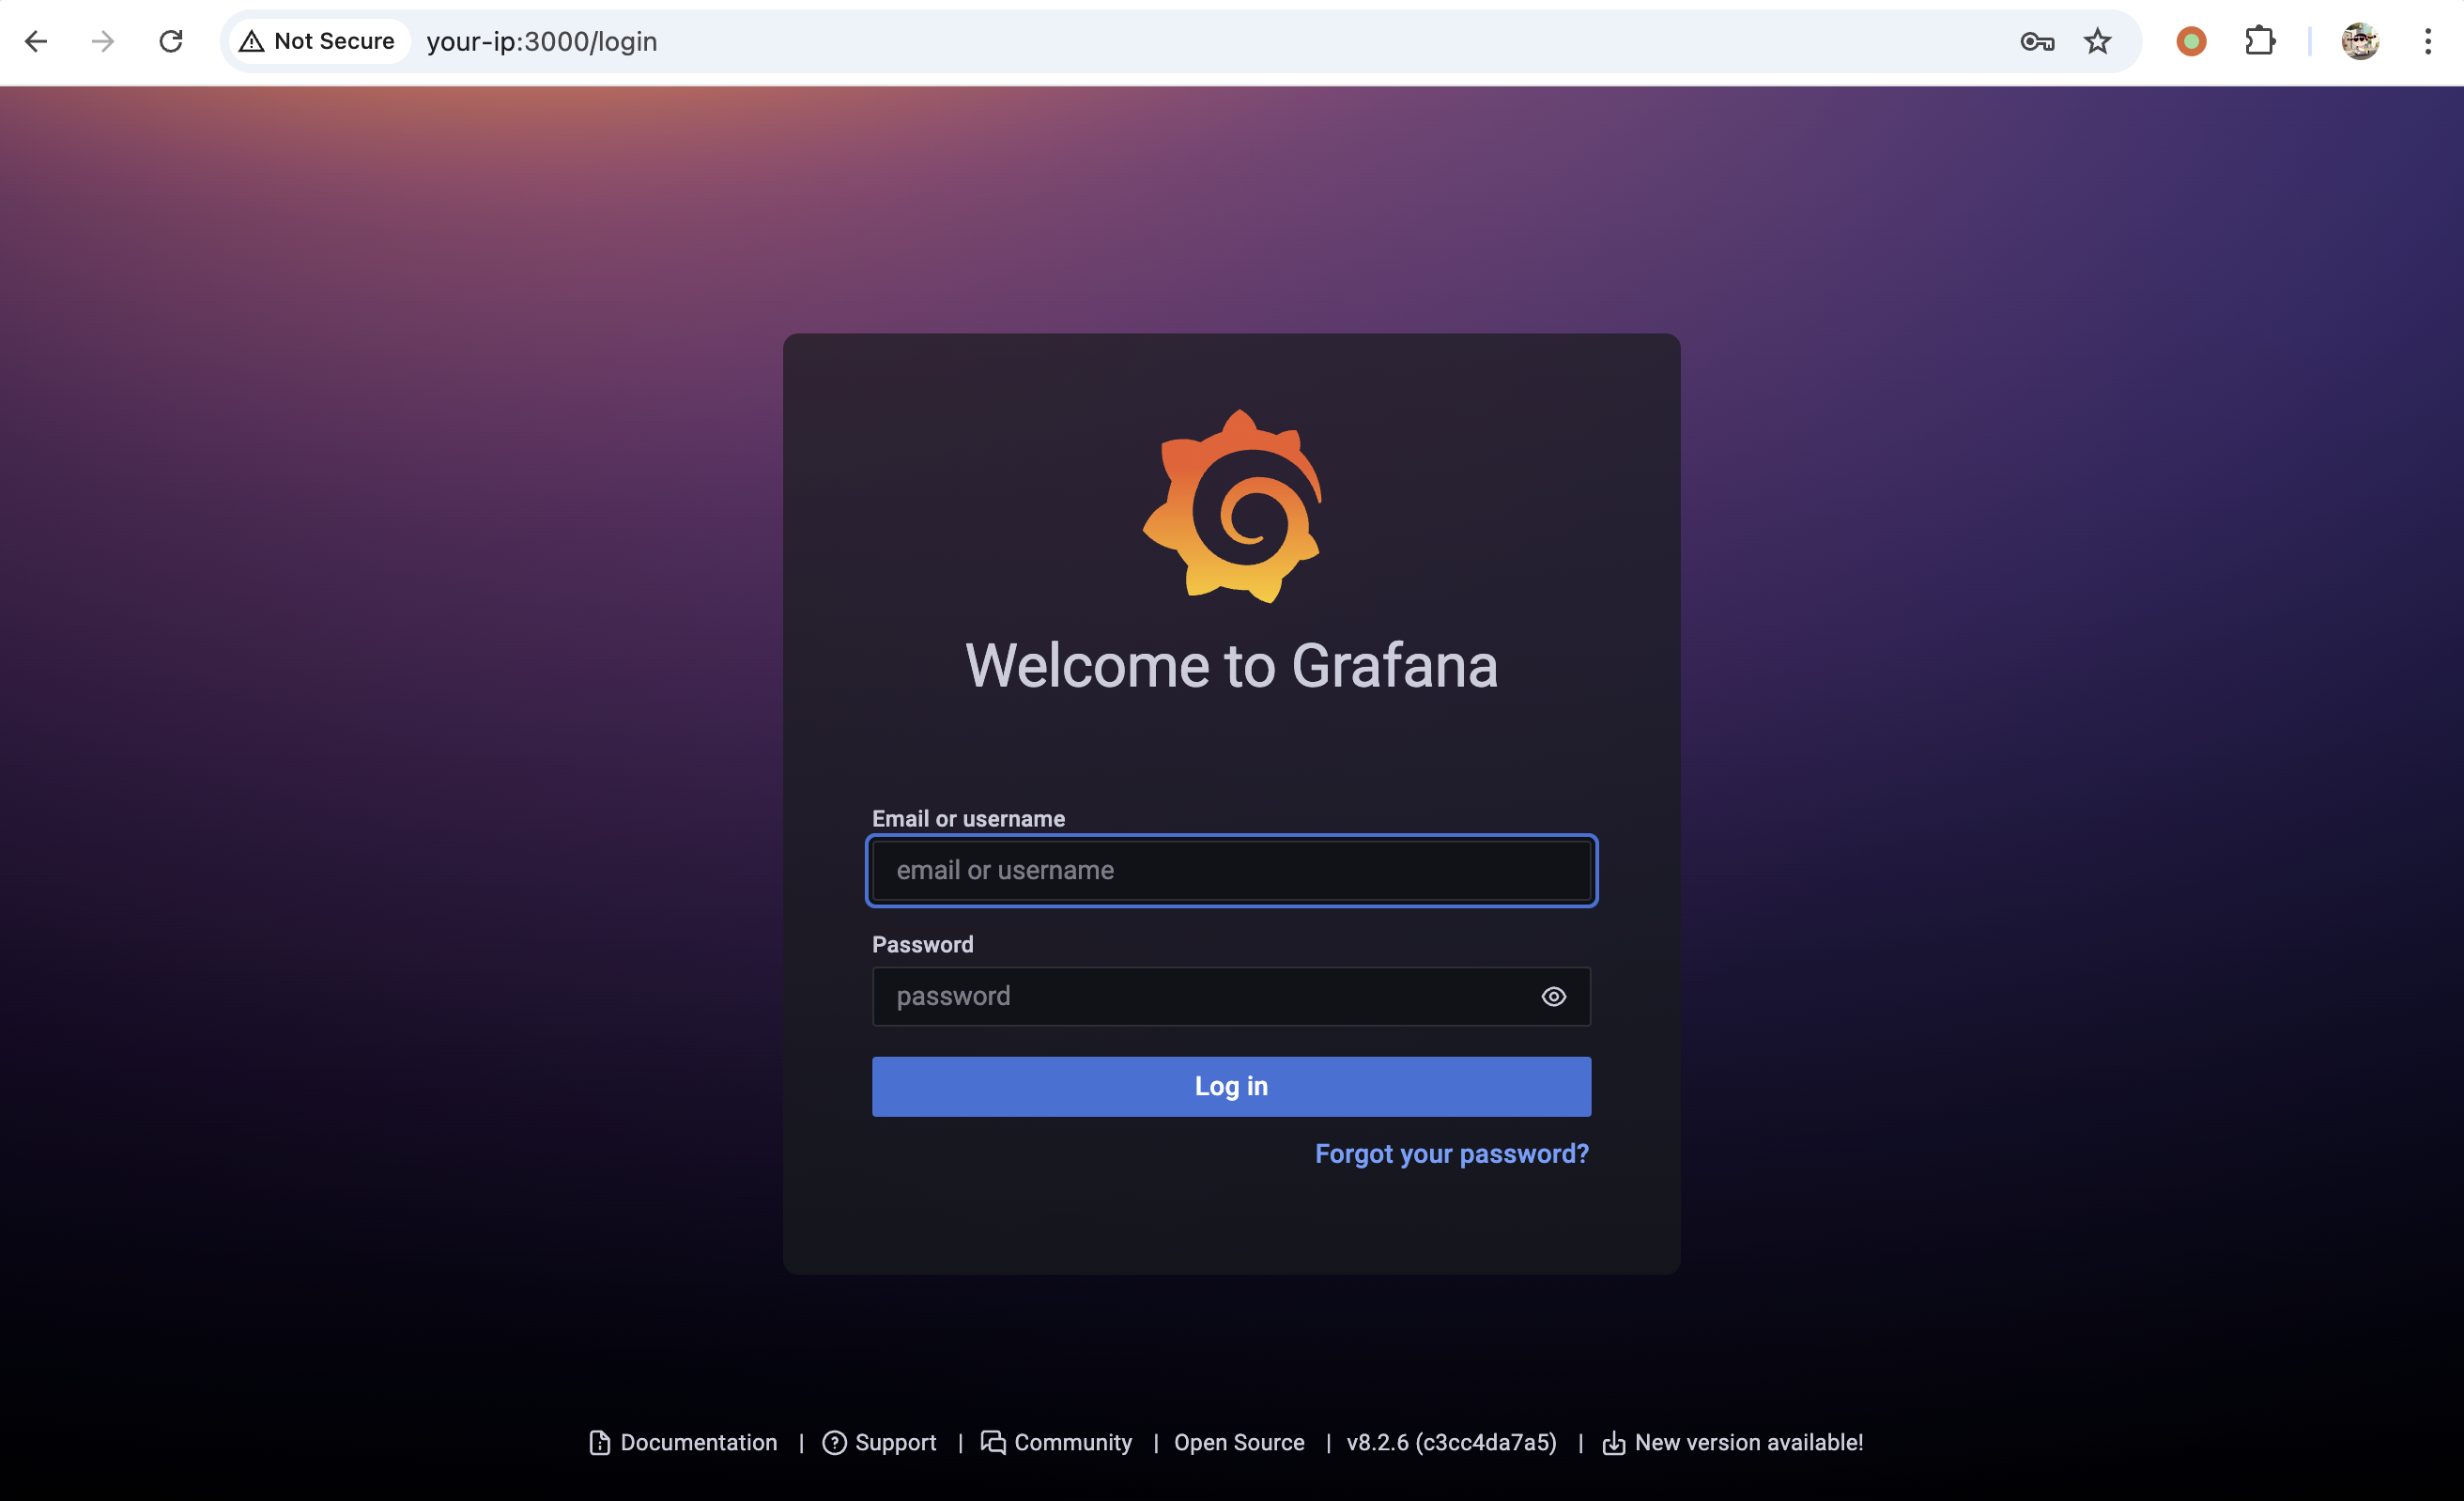 Not Secure your-ip:3000/login
Welcome to Grafana
Email or username
email or username
Password
password
Log in
Forgot your password?
Documentation | Support | Community | Open Source | v8.2.6 (c3cc4da7a5) | New version available!